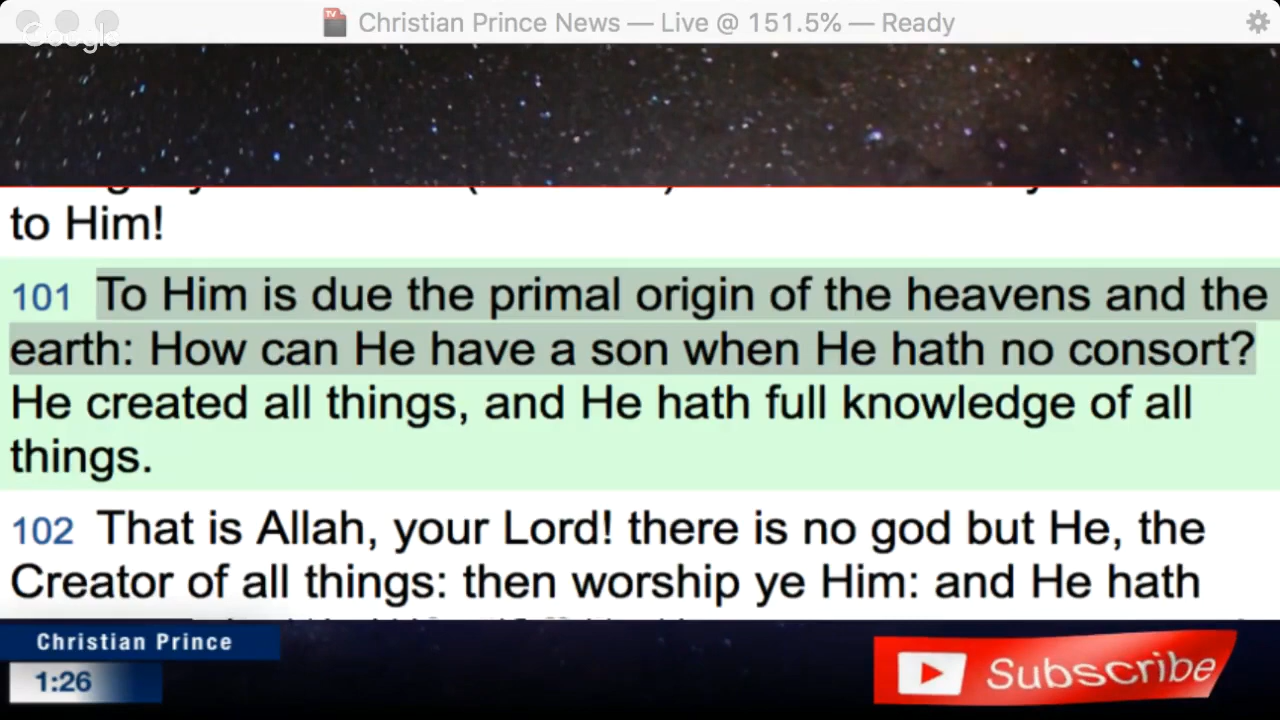 Christian Prince News — Live @ 151.5% — Ready
Google
to Him!
101 To Him is due the primal origin of the heavens and the
earth: How can He have a son when He hath no consort?
He created all things, and He hath full knowledge of all
things.
102 That is Allah, your Lord! there is no god but He, the
Creator of all things: then worship ye Him: and He hath
Christian Prince
1:26
Subscribe